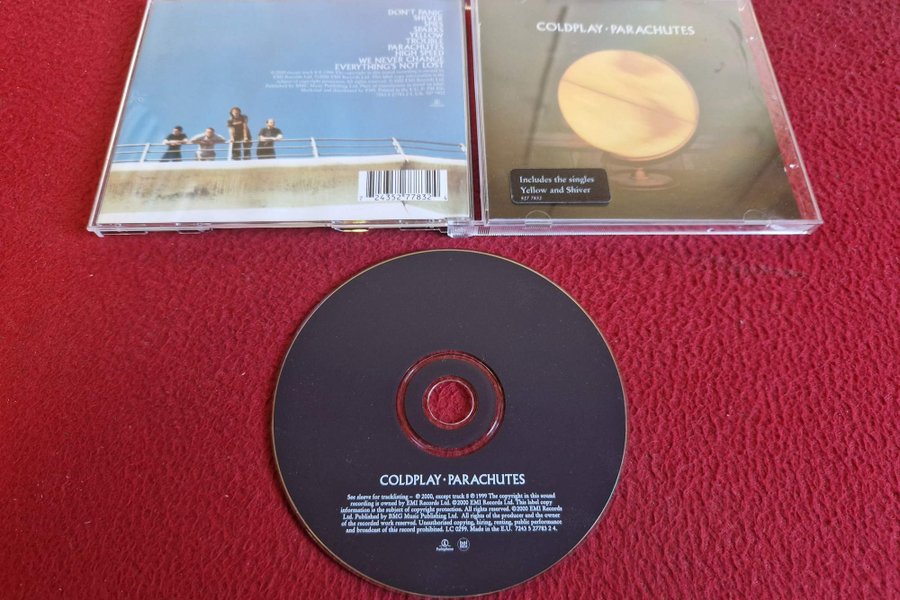 DON'T PANIC
SHIVER
SPIES
SPARKS
YELLOW
TROUBLE
PARACHUTES
HIGH SPEED
WE NEVER CHANGE
EVERYTHING'S NOT LOST
24352 77832
COLDPLAY·PARACHUTES
Includes the singles
Yellow and Shiver
527 7832
COLDPLAY·PARACHUTES
See sleeve for tracklisting – ℗ 2000, except track 8 ℗ 1999 The copyright in this sound
recording is owned by EMI Records Ltd. ©2000 EMI Records Ltd. This label copy
information is the subject of copyright protection. All rights reserved. ©2000 EMI Records
Ltd. Published by BMG Music Publishing Ltd. All rights of the producer and the owner
of the recorded work reserved. Unauthorised copying, hiring, renting, public performance
and broadcast of this record prohibited. LC 0299. Made in the E.U. 7243 5 27783 2 4.
Parlophone